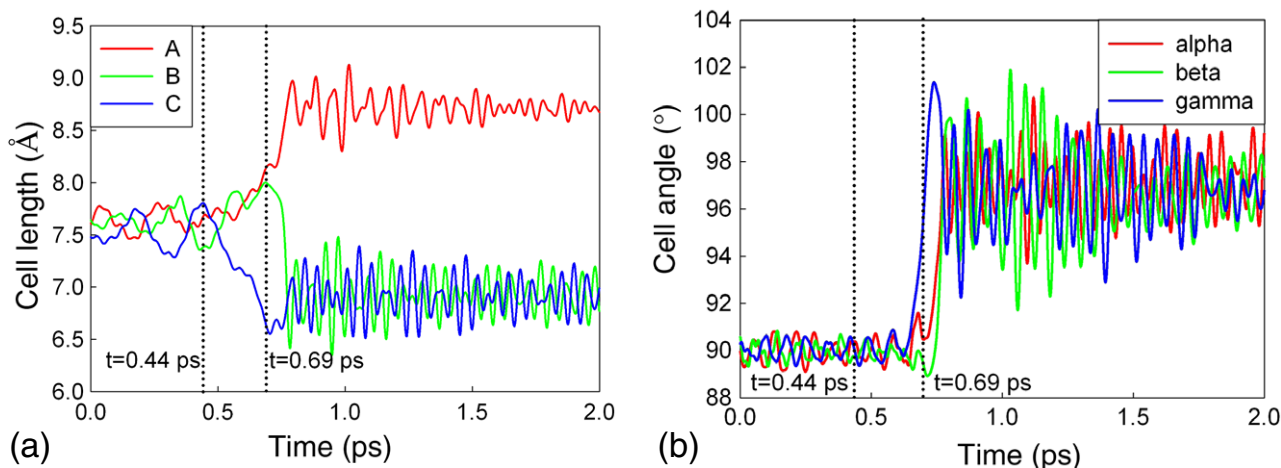 9.5
9.0
8.5
8.0
7.5
7.0
6.5
6.0
Cell length (Å)
A
B
C
t=0.44 ps
t=0.69 ps
0.0 0.5 1.0 1.5 2.0
Time (ps)
(a)
104
102
100
98
96
94
92
90
88
Cell angle (°)
alpha
beta
gamma
t=0.44 ps
t=0.69 ps
0.0 0.5 1.0 1.5 2.0
Time (ps)
(b)